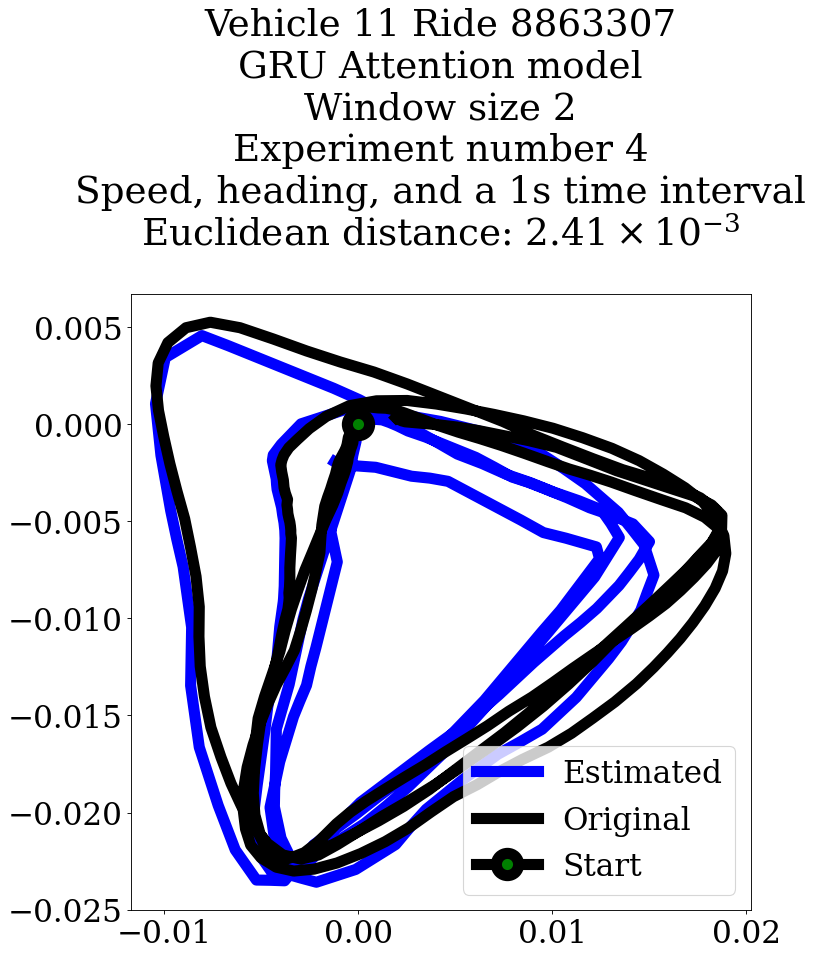 Vehicle 11 Ride 8863307
GRU Attention model
Window size 2
Experiment number 4
Speed, heading, and a 1s time interval
Euclidean distance: 2.41 × 10⁻³
0.005
0.000
−0.005
−0.010
−0.015
−0.020
−0.025
−0.01 0.00 0.01 0.02
Estimated
Original
Start